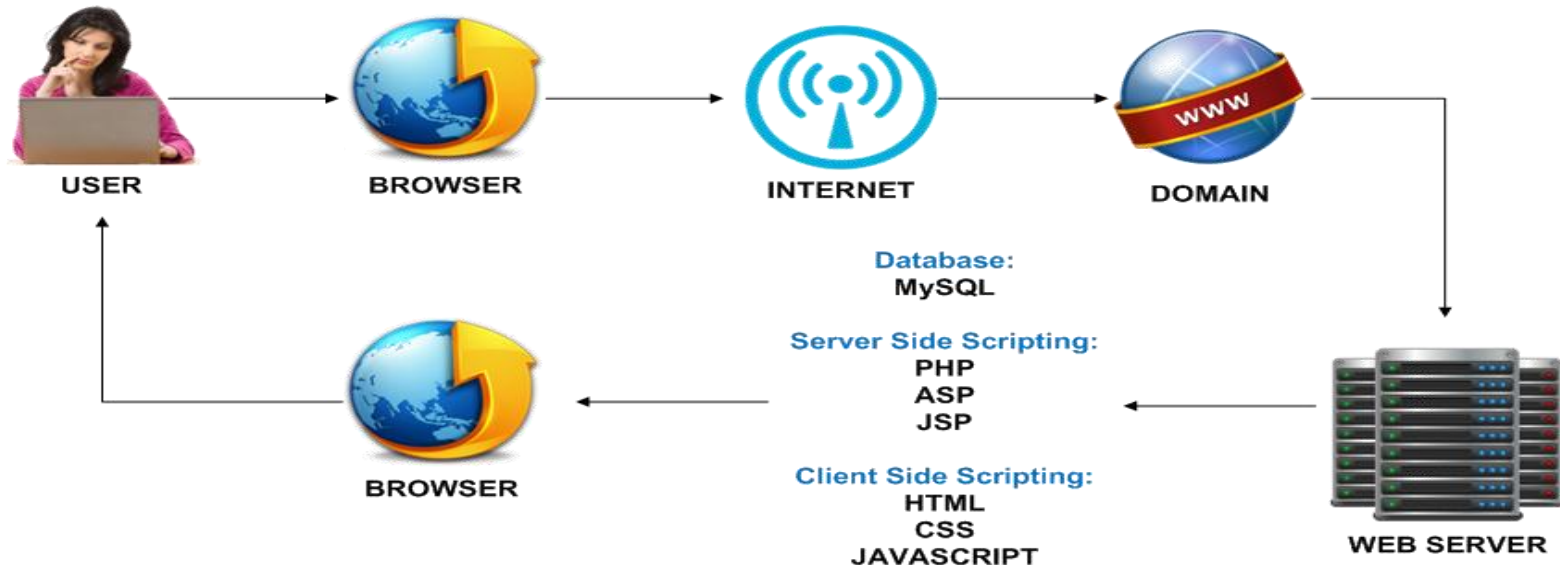 USER
BROWSER
INTERNET
WWW
DOMAIN
Database:
MySQL
Server Side Scripting:
PHP
ASP
JSP
Client Side Scripting:
HTML
CSS
JAVASCRIPT
BROWSER
WEB SERVER